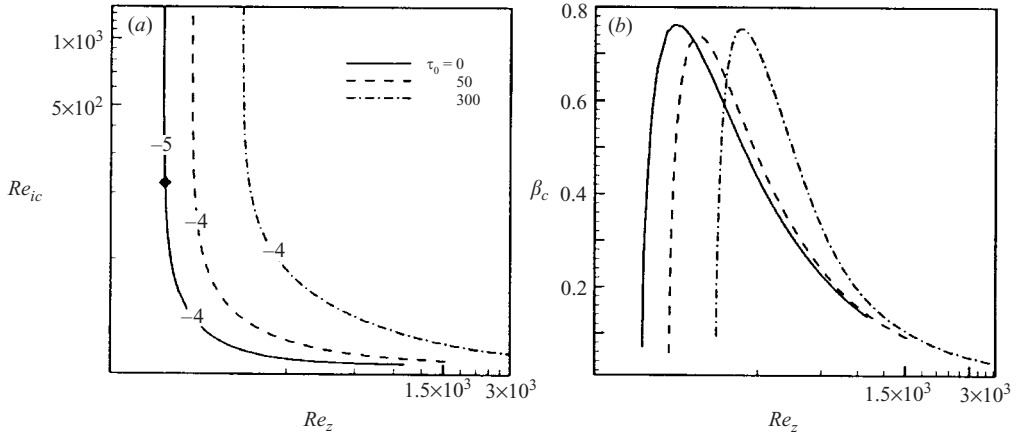 (a)
1×10³
5×10²
Re_ic
τ₀ = 0
50
300
−5
−4
−4
−4
1.5×10³
3×10³
Re_z
(b)
0.8
0.6
0.4
0.2
β_c
1.5×10³
3×10³
Re_z